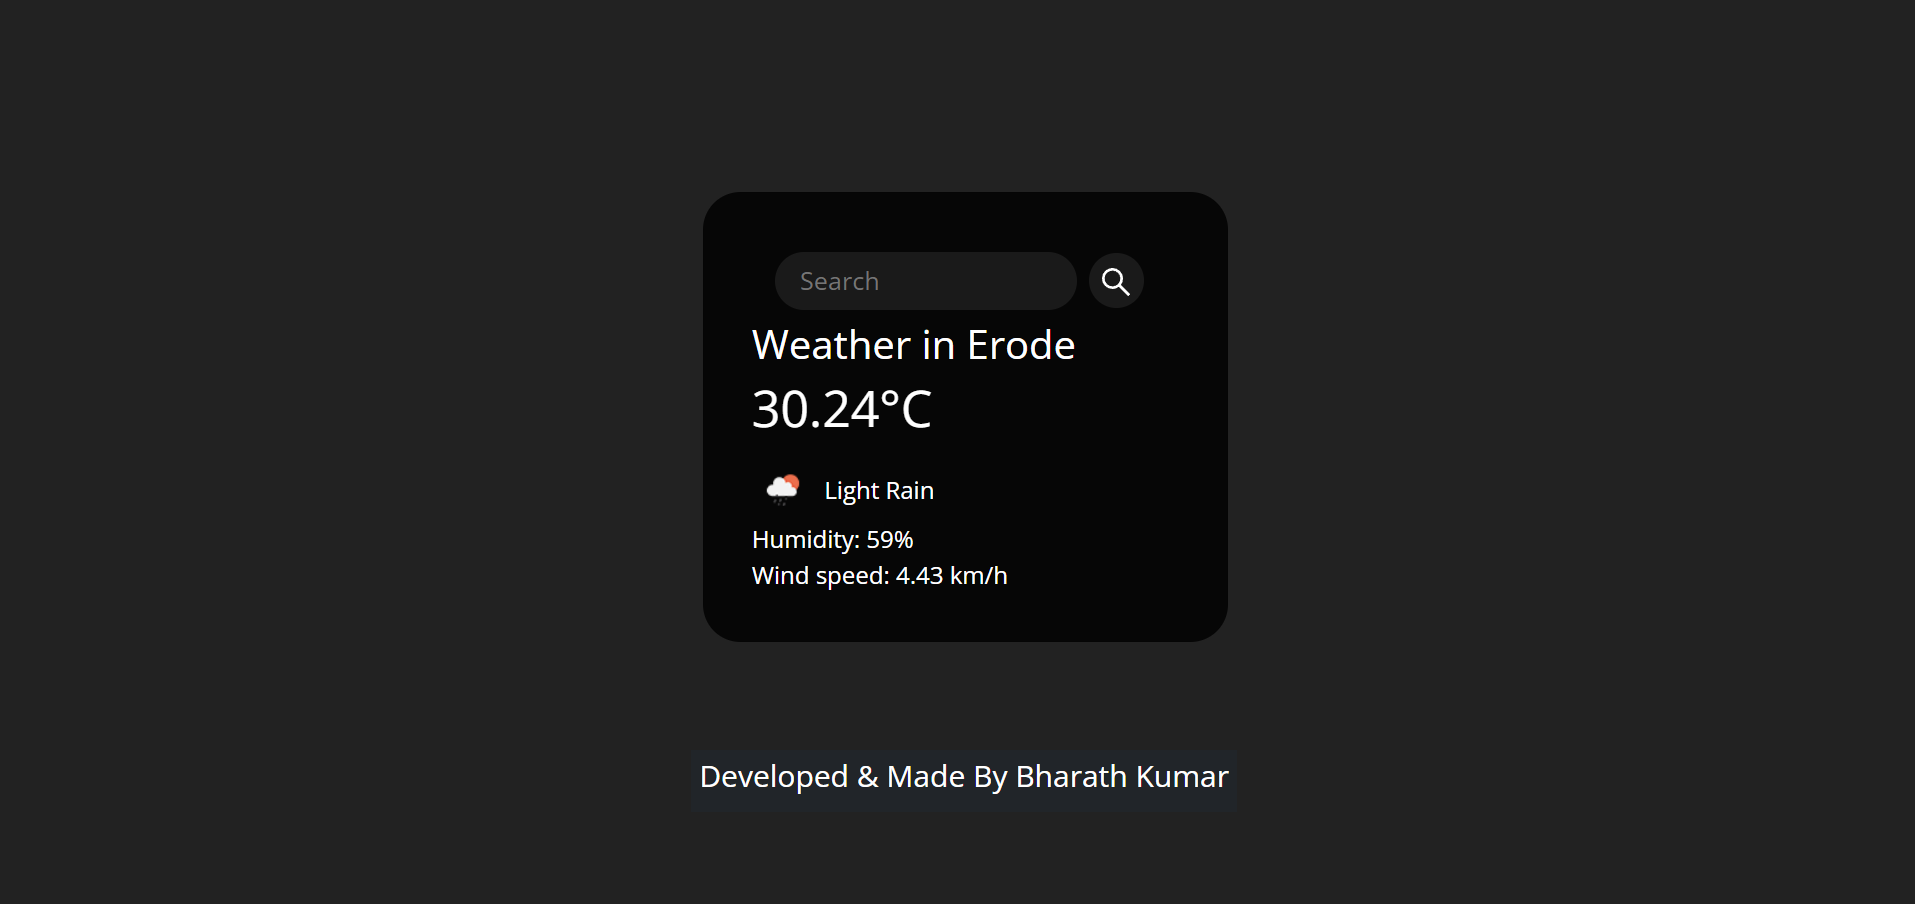 Search
Weather in Erode
30.24°C
Light Rain
Humidity: 59%
Wind speed: 4.43 km/h
Developed & Made By Bharath Kumar